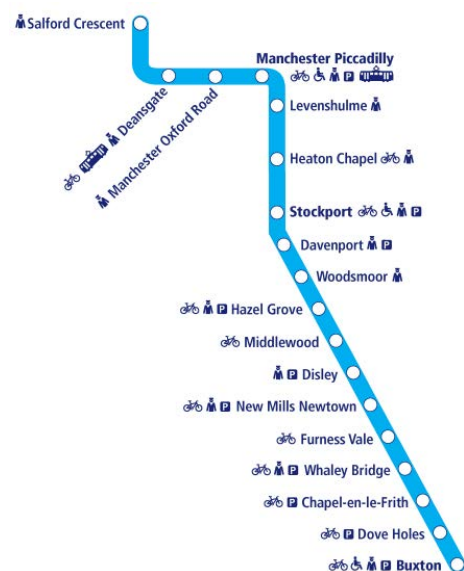 Salford Crescent
Manchester Piccadilly
P
Deansgate
Manchester Oxford Road
Levenshulme
Heaton Chapel
Stockport P
Davenport P
Woodsmoor
P Hazel Grove
Middlewood
P Disley
P New Mills Newtown
Furness Vale
P Whaley Bridge
P Chapel-en-le-Frith
P Dove Holes
P Buxton